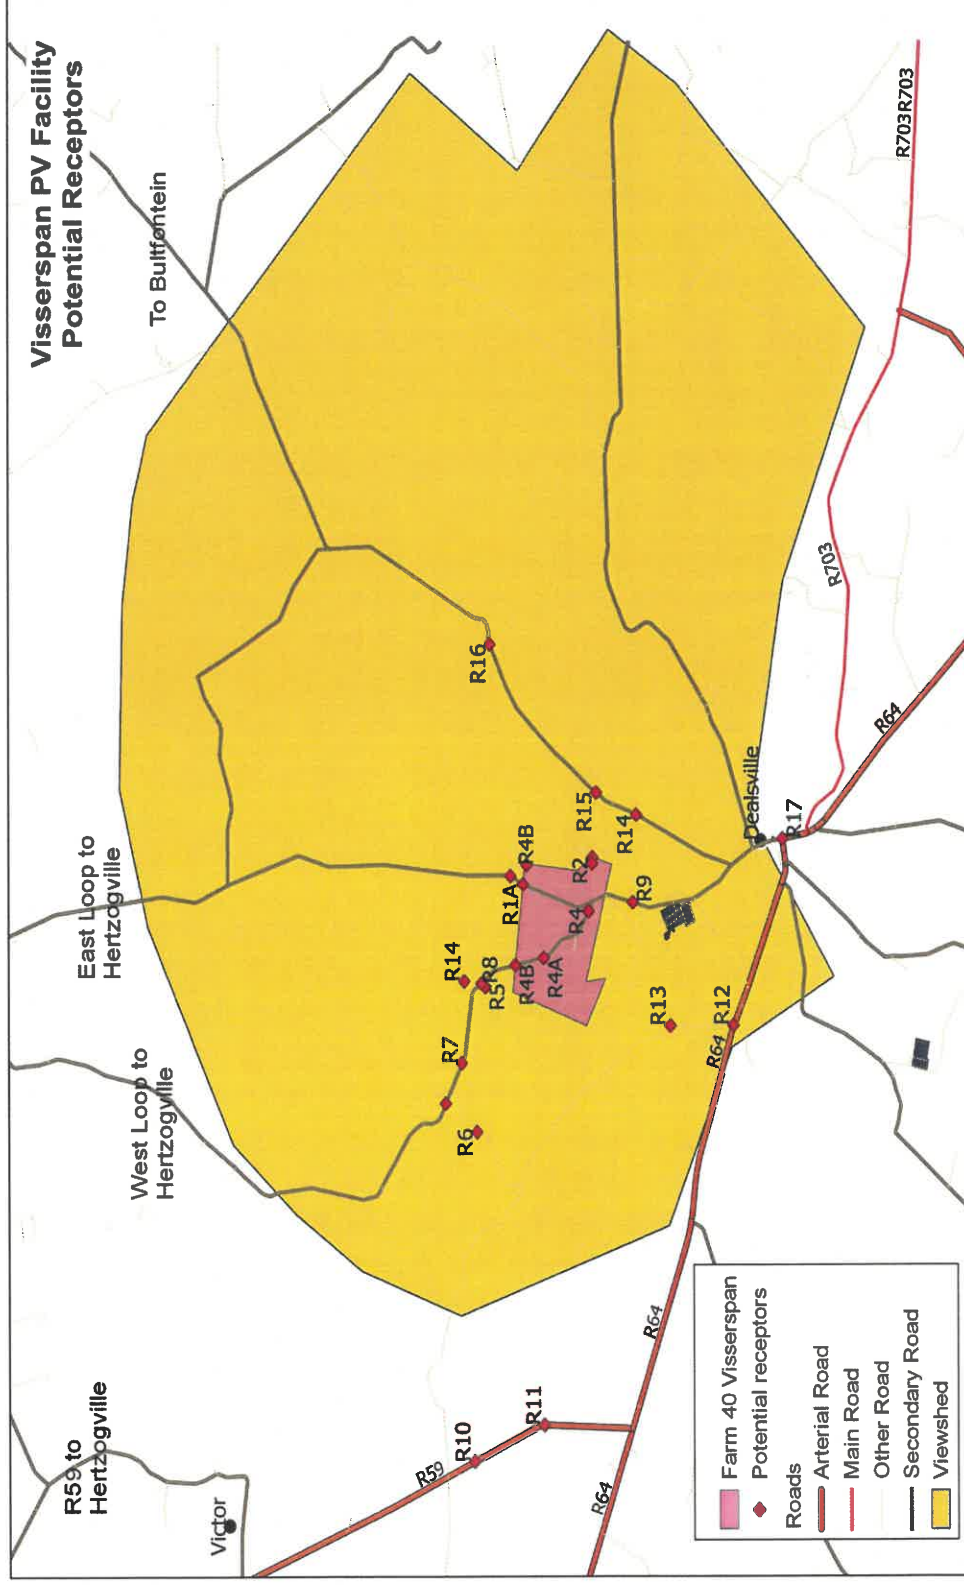 Visserspan PV Facility
Potential Receptors
To Bultfontein
East Loop to
Hertzogville
West Loop to
Hertzogville
R59 to
Hertzogville
Victor
R16
R15
R14
R4B
R1A
R2
R4
R9
R14
R8
R5
R4B
R4A
R7
R6
R13
R12
R64
Dealsville
R17
R64
R703
R703R703
R10
R59
R11
R64
R64
Farm 40 Visserspan
Potential receptors
Roads
Arterial Road
Main Road
Other Road
Secondary Road
Viewshed